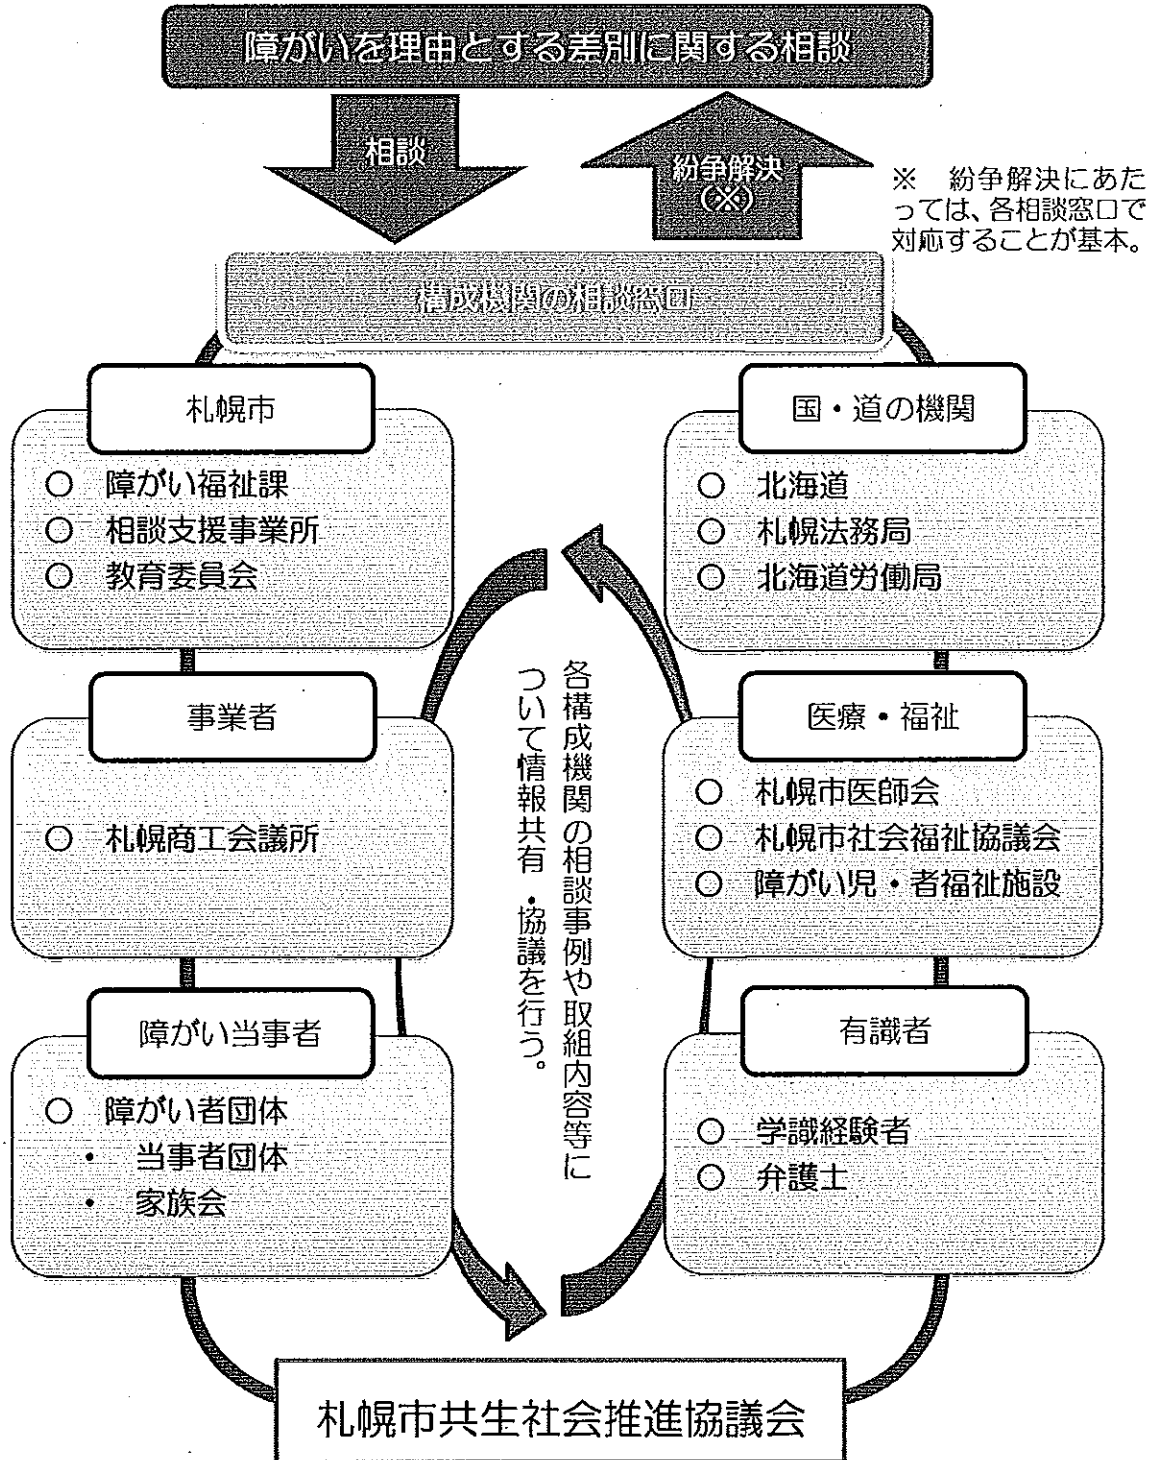 障がいを理由とする差別に関する相談
相談
紛争解決
(※)
※　紛争解決にあた
っては、各相談窓口で
対応することが基本。
構成機関の相談窓口
札幌市
○　障がい福祉課
○　相談支援事業所
○　教育委員会
国・道の機関
○　北海道
○　札幌法務局
○　北海道労働局
事業者
○　札幌商工会議所
医療・福祉
○　札幌市医師会
○　札幌市社会福祉協議会
○　障がい児・者福祉施設
各構成機関の相談事例や取組内容等に
ついて情報共有・協議を行う。
障がい当事者
○　障がい者団体
・　当事者団体
・　家族会
有識者
○　学識経験者
○　弁護士
札幌市共生社会推進協議会